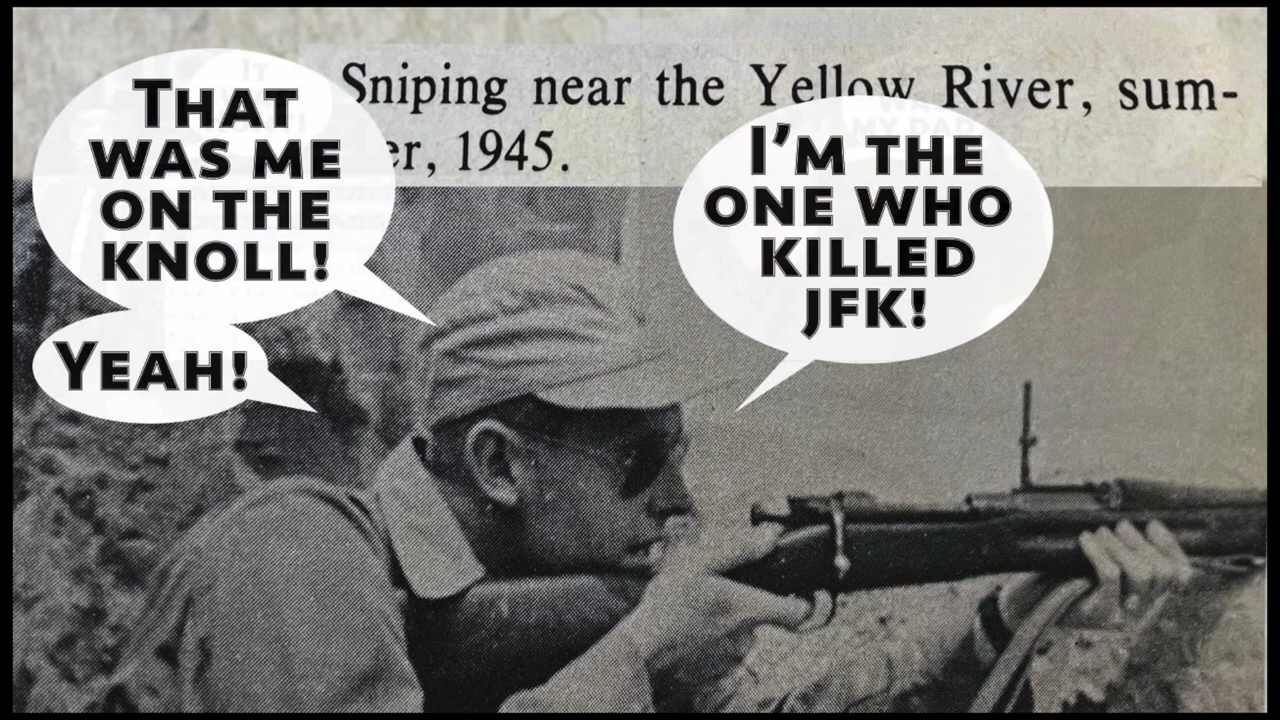 Sniping near the Yellow River, sum-
er, 1945.
THAT
WAS ME
ON THE
KNOLL!
YEAH!
I'M THE
ONE WHO
KILLED
JFK!